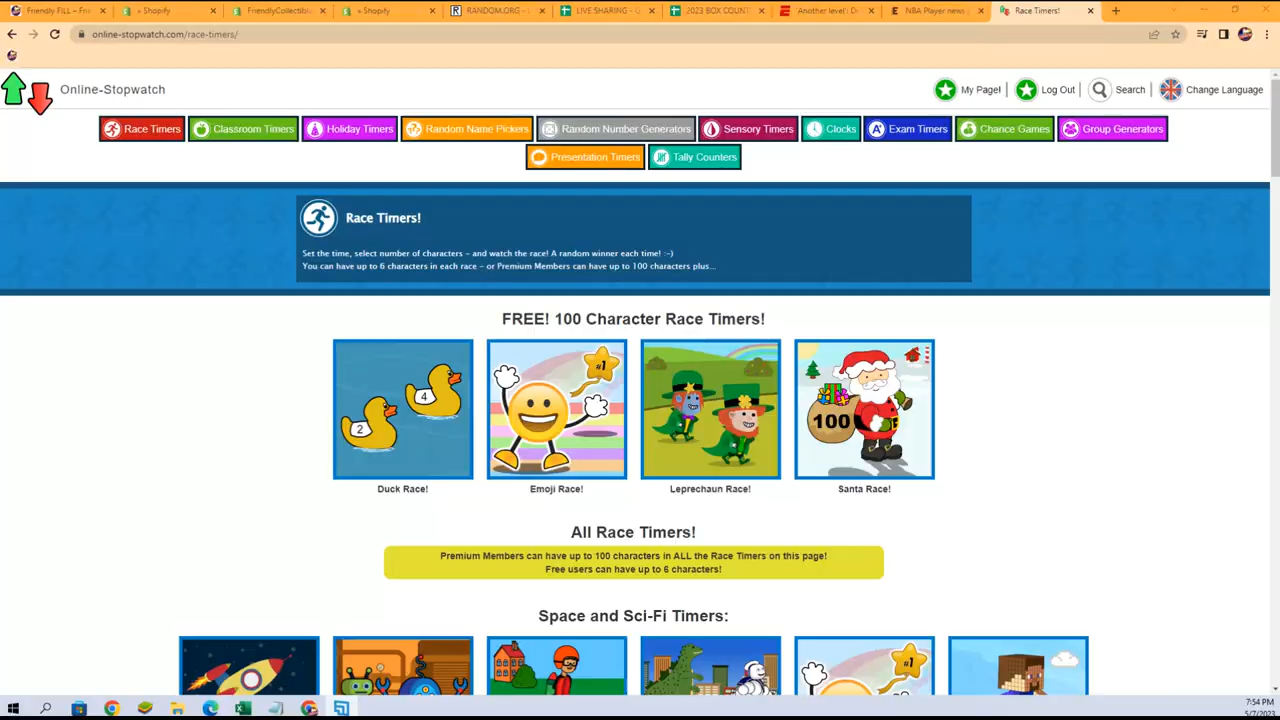 Friendly FILL – Fri
× Shopify
FriendlyCollectibl
× Shopify
RANDOM.ORG - L
LIVE SHARING - G
2023 BOX COUNT
'Another level': D
NBA Player news
Race Timers!
online-stopwatch.com/race-timers/
Online-Stopwatch
My Page!
Log Out
Search
Change Language
Race Timers
Classroom Timers
Holiday Timers
Random Name Pickers
Random Number Generators
Sensory Timers
Clocks
Exam Timers
Chance Games
Group Generators
Presentation Timers
Tally Counters
Race Timers!
Set the time, select number of characters - and watch the race! A random winner each time! :-)
You can have up to 6 characters in each race - or Premium Members can have up to 100 characters plus...
FREE! 100 Character Race Timers!
2
4
#1
100
Duck Race!
Emoji Race!
Leprechaun Race!
Santa Race!
All Race Timers!
Premium Members can have up to 100 characters in ALL the Race Timers on this page!
Free users can have up to 6 characters!
Space and Sci-Fi Timers:
#1
7:54 PM
5/7/2023